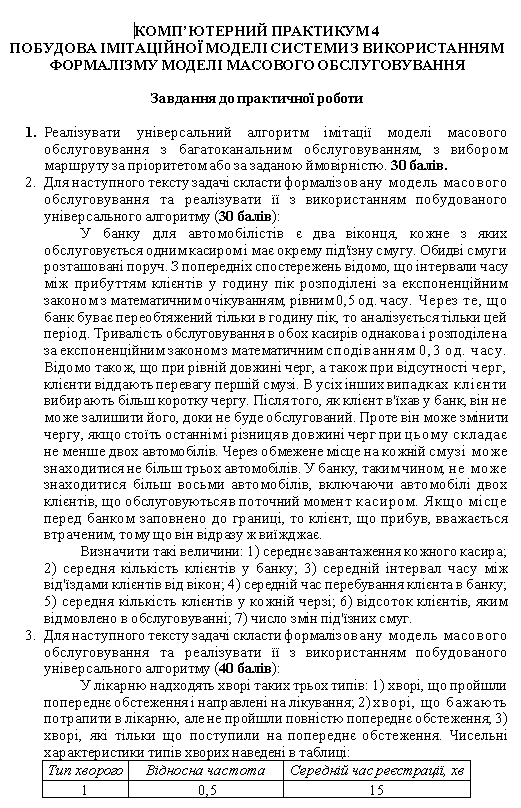 КОМП’ЮТЕРНИЙ ПРАКТИКУМ 4
ПОБУДОВА ІМІТАЦІЙНОЇ МОДЕЛІ СИСТЕМИ З ВИКОРИСТАННЯМ
ФОРМАЛІЗМУ МОДЕЛІ МАСОВОГО ОБСЛУГОВУВАННЯ
Завдання до практичної роботи
1. Реалізувати універсальний алгоритм імітації моделі масового
обслуговування з багатоканальним обслуговуванням, з вибором
маршруту за пріоритетом або за заданою ймовірністю. 30 балів.
2. Для наступного тексту задачі скласти формалізовану модель масового
обслуговування та реалізувати її з використанням побудованого
універсального алгоритму (30 балів):
У банку для автомобілістів є два віконця, кожне з яких
обслуговується одним касиром і має окрему під'їзну смугу. Обидві смуги
розташовані поруч. З попередніх спостережень відомо, що інтервали часу
між прибуттям клієнтів у годину пік розподілені за експоненційним
законом з математичним очікуванням, рівним 0,5 од. часу. Через те, що
банк буває переобтяжений тільки в годину пік, то аналізується тільки цей
період. Тривалість обслуговування в обох касирів однакова і розподілена
за експоненційним законом з математичним сподіванням 0,3 од. часу.
Відомо також, що при рівній довжині черг, а також при відсутності черг,
клієнти віддають перевагу першій смузі. В усіх інших випадках клієнти
вибирають більш коротку чергу. Після того, як клієнт в'їхав у банк, він не
може залишити його, доки не буде обслугований. Проте він може змінити
чергу, якщо стоїть останнім і різниця в довжині черг при цьому складає
не менше двох автомобілів. Через обмежене місце на кожній смузі може
знаходитися не більш трьох автомобілів. У банку, таким чином, не може
знаходитися більш восьми автомобілів, включаючи автомобілі двох
клієнтів, що обслуговуються в поточний момент касиром. Якщо місце
перед банком заповнено до границі, то клієнт, що прибув, вважається
втраченим, тому що він відразу ж виїжджає.
Визначити такі величини: 1) середнє завантаження кожного касира;
2) середня кількість клієнтів у банку; 3) середній інтервал часу між
від'їздами клієнтів від вікон; 4) середній час перебування клієнта в банку;
5) середня кількість клієнтів у кожній черзі; 6) відсоток клієнтів, яким
відмовлено в обслуговуванні; 7) число змін під'їзних смуг.
3. Для наступного тексту задачі скласти формалізовану модель масового
обслуговування та реалізувати її з використанням побудованого
універсального алгоритму (40 балів):
У лікарню надходять хворі таких трьох типів: 1) хворі, що пройшли
попереднє обстеження і направлені на лікування; 2) хворі, що бажають
потрапити в лікарню, але не пройшли повністю попереднє обстеження; 3)
хворі, які тільки що поступили на попереднє обстеження. Чисельні
характеристики типів хворих наведені в таблиці:
Тип хворого Відносна частота Середній час реєстрації, хв
1 0,5 15